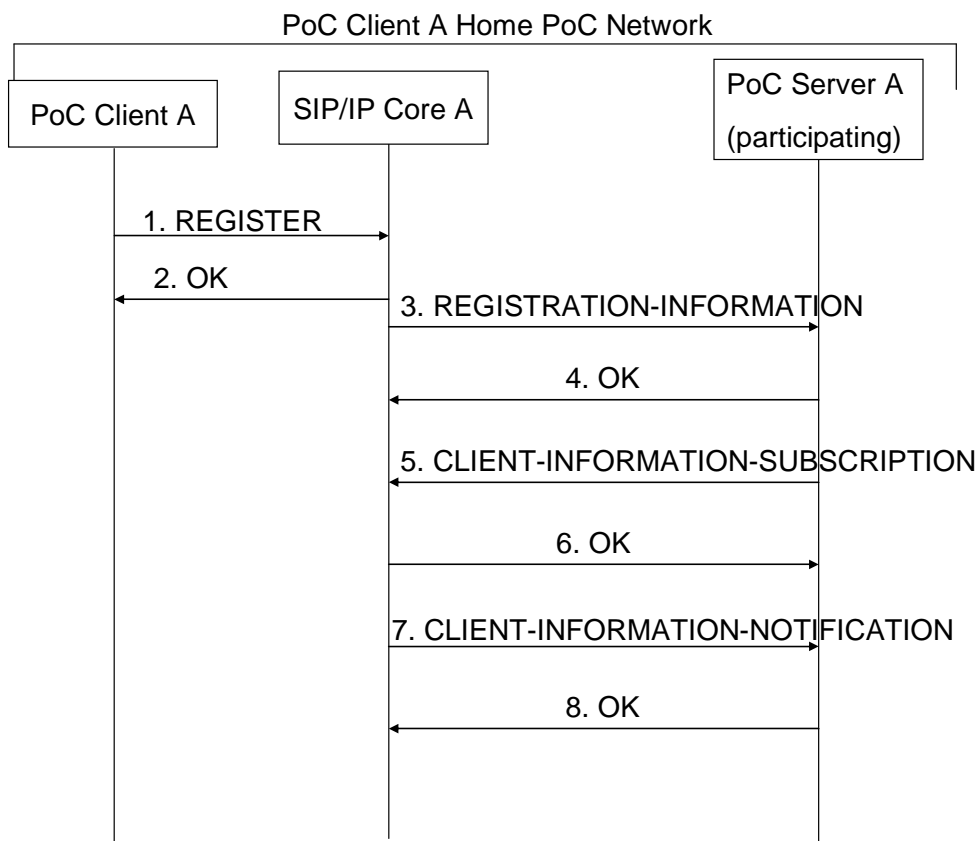 PoC Client A Home PoC Network
PoC Client A
SIP/IP Core A
PoC Server A
(participating)
1. REGISTER
2. OK
3. REGISTRATION-INFORMATION
4. OK
5. CLIENT-INFORMATION-SUBSCRIPTION
6. OK
7. CLIENT-INFORMATION-NOTIFICATION
8. OK